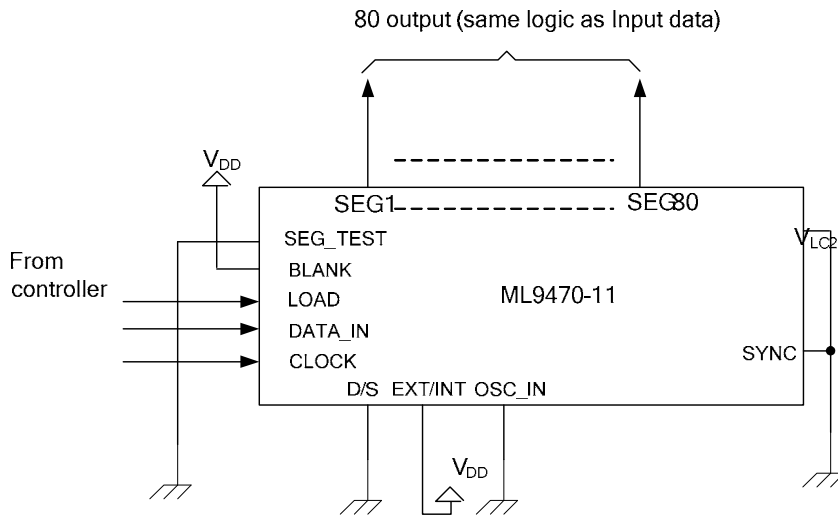 80 output (same logic as Input data)
VDD
SEG1
SEG80
SEG_TEST
VLC2
From
controller
BLANK
LOAD
ML9470-11
DATA_IN
SYNC
CLOCK
D/S EXT/INT OSC_IN
VDD